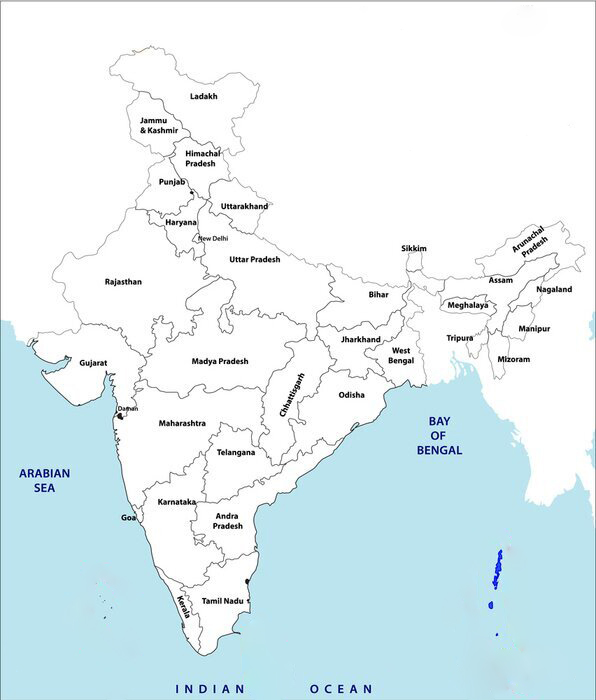 Ladakh
Jammu
& Kashmir
Himachal
Pradesh
Punjab
Uttarakhand
Haryana
New Delhi
Sikkim
Arunachal
Pradesh
Uttar Pradesh
Rajasthan
Assam
Nagaland
Bihar
Meghalaya
Manipur
Tripura
Jharkhand
West
Bengal
Mizoram
Gujarat
Madya Pradesh
Chhattisgarh
Odisha
Daman
Maharashtra
BAY
OF
BENGAL
Telangana
ARABIAN
SEA
Karnataka
Goa
Andra
Pradesh
Kerala
Tamil Nadu
INDIAN OCEAN